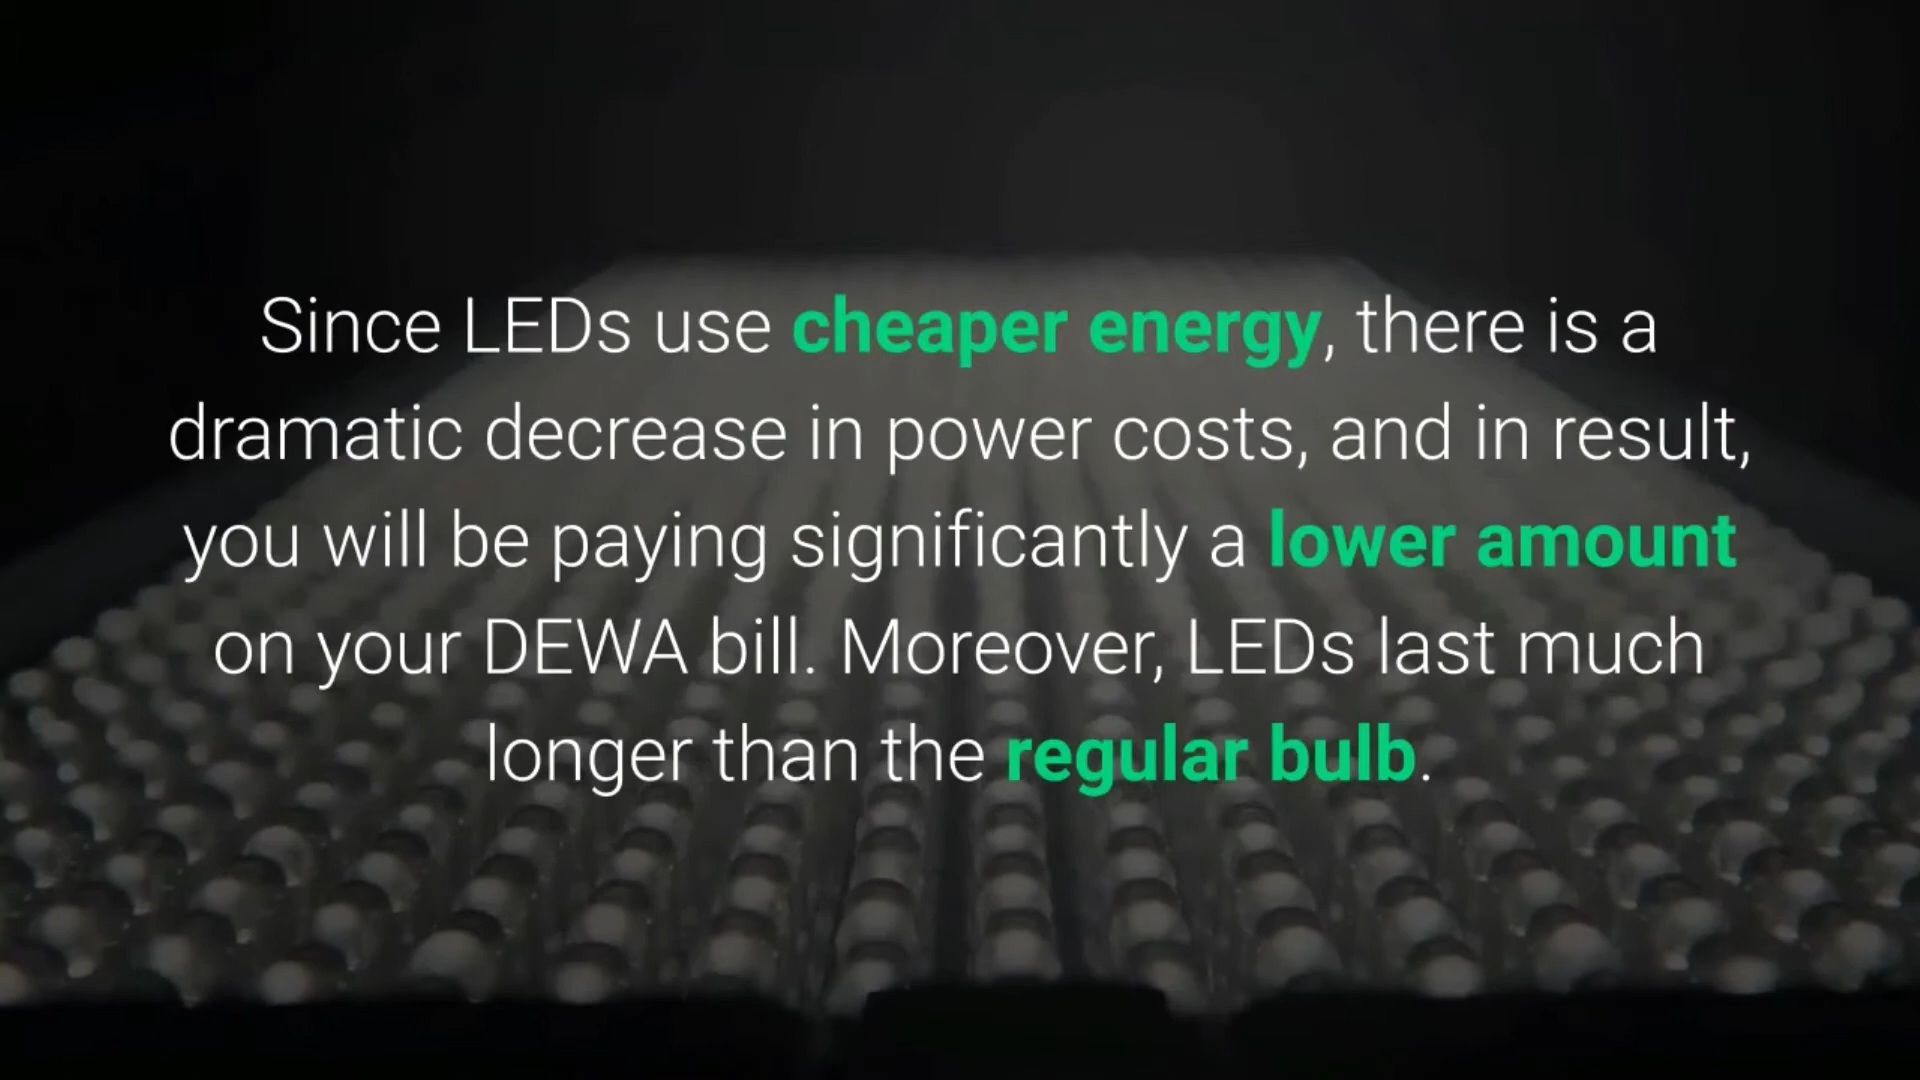 Since LEDs use cheaper energy, there is a
dramatic decrease in power costs, and in result,
you will be paying significantly a lower amount
on your DEWA bill. Moreover, LEDs last much
longer than the regular bulb.